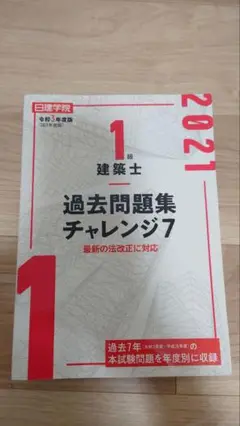 日建学院
令和3年度版
2021
1級
建築士
過去問題集
チャレンジ7
最新の法改正に対応
1
過去7年の
本試験問題を年度別に収録